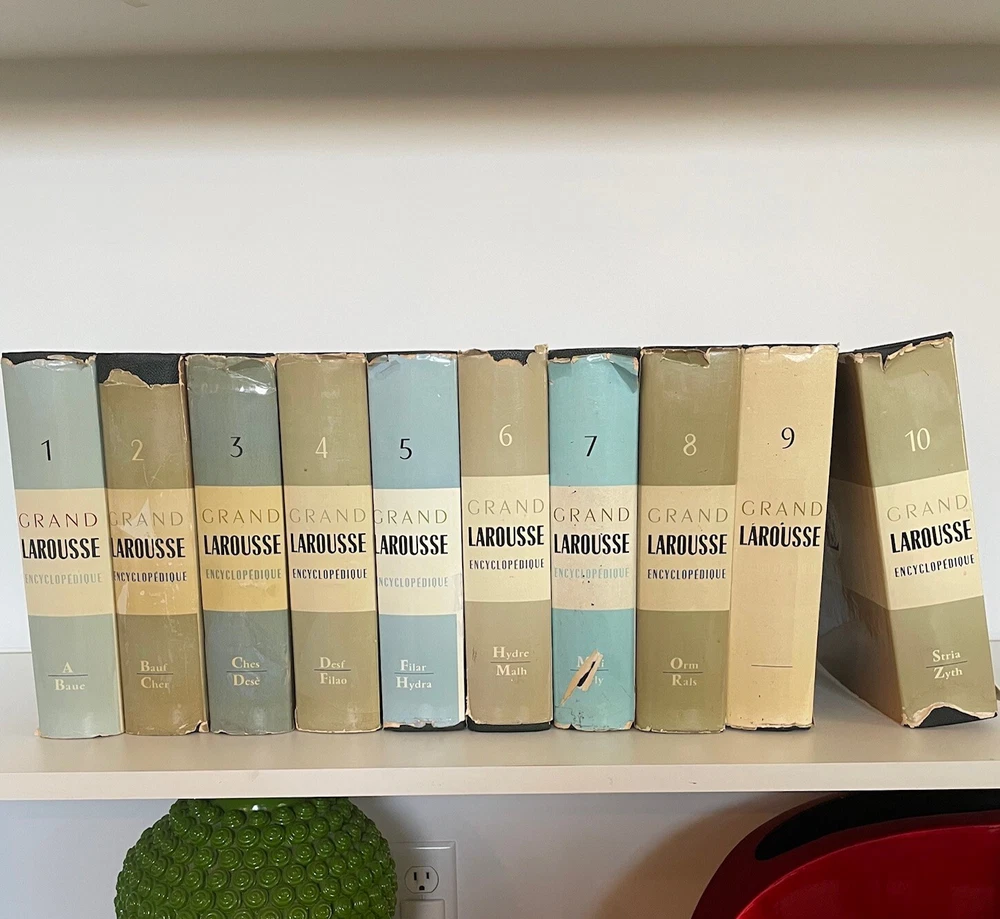 1
GRAND
LAROUSSE
ENCYCLOPÉDIQUE
A
Baue
2
GRAND
LAROUSSE
ENCYCLOPÉDIQUE
Bauf
Cher
3
GRAND
LAROUSSE
ENCYCLOPÉDIQUE
Ches
Desé
4
GRAND
LAROUSSE
ENCYCLOPÉDIQUE
Desf
Filao
5
GRAND
LAROUSSE
ENCYCLOPÉDIQUE
Filar
Hydra
6
GRAND
LAROUSSE
ENCYCLOPÉDIQUE
Hydre
Malh
7
GRAND
LAROUSSE
ENCYCLOPÉDIQUE
8
GRAND
LAROUSSE
ENCYCLOPÉDIQUE
Orm
Rals
9
GRAND
LAROUSSE
10
GRAND
LAROUSSE
ENCYCLOPÉDIQUE
Stria
Zyth